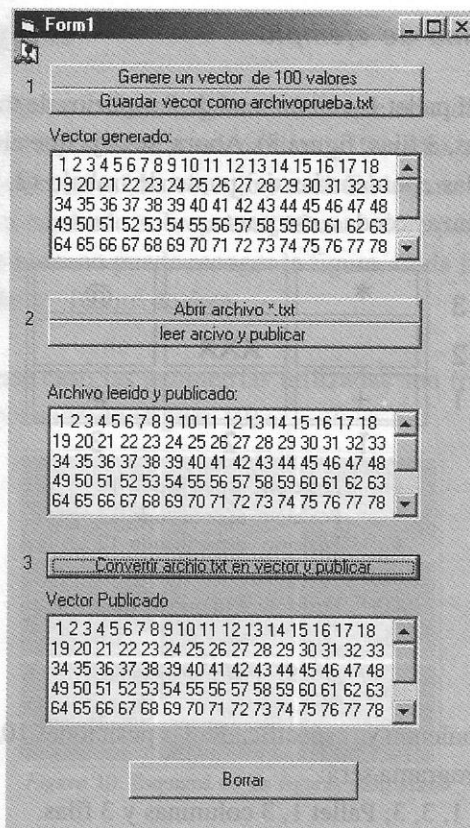 Form1
1
Genere un vector de 100 valores
Guardar vecor como archivoprueba.txt
Vector generado:
1 2 3 4 5 6 7 8 9 10 11 12 13 14 15 16 17 18
19 20 21 22 23 24 25 26 27 28 29 30 31 32 33
34 35 36 37 38 39 40 41 42 43 44 45 46 47 48
49 50 51 52 53 54 55 56 57 58 59 60 61 62 63
64 65 66 67 68 69 70 71 72 73 74 75 76 77 78
2
Abrir archivo *.txt
leer arcivo y publicar
Archivo leeido y publicado:
1 2 3 4 5 6 7 8 9 10 11 12 13 14 15 16 17 18
19 20 21 22 23 24 25 26 27 28 29 30 31 32 33
34 35 36 37 38 39 40 41 42 43 44 45 46 47 48
49 50 51 52 53 54 55 56 57 58 59 60 61 62 63
64 65 66 67 68 69 70 71 72 73 74 75 76 77 78
3
Convertir archio txt en vector y publicar
Vector Publicado
1 2 3 4 5 6 7 8 9 10 11 12 13 14 15 16 17 18
19 20 21 22 23 24 25 26 27 28 29 30 31 32 33
34 35 36 37 38 39 40 41 42 43 44 45 46 47 48
49 50 51 52 53 54 55 56 57 58 59 60 61 62 63
64 65 66 67 68 69 70 71 72 73 74 75 76 77 78
Borrar